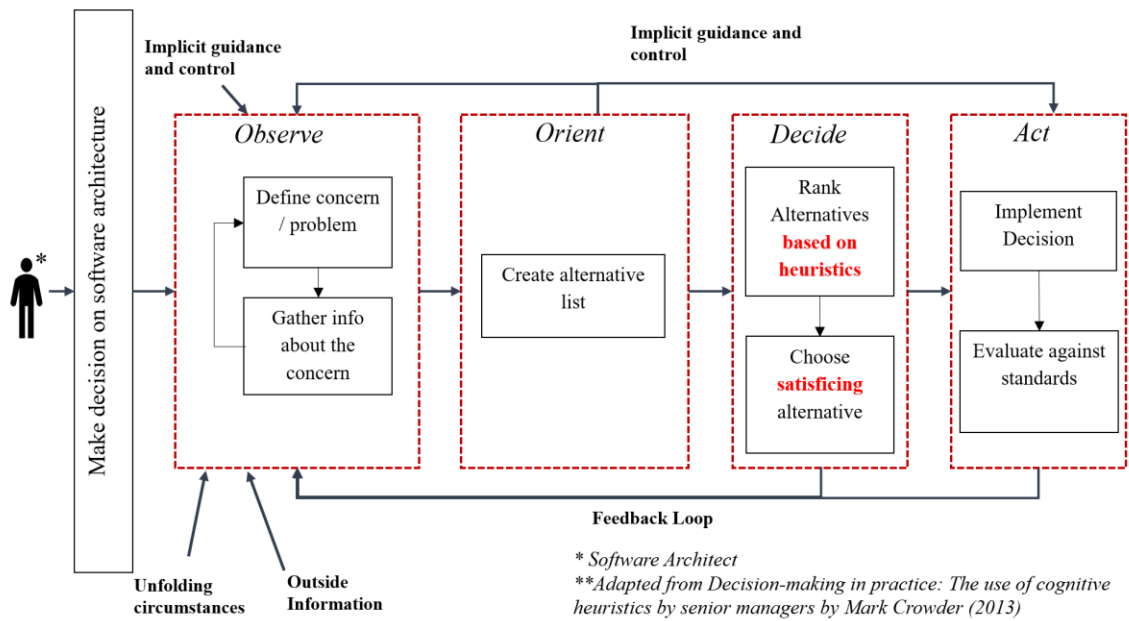 Implicit guidance
and control
Implicit guidance and
control
*
Make decision on software architecture
Observe
Define concern
/ problem
Gather info
about the
concern
Orient
Create alternative
list
Decide
Rank
Alternatives
based on
heuristics
Choose
satisficing
alternative
Act
Implement
Decision
Evaluate against
standards
Feedback Loop
Unfolding
circumstances
Outside
Information
* Software Architect
**Adapted from Decision-making in practice: The use of cognitive
heuristics by senior managers by Mark Crowder (2013)